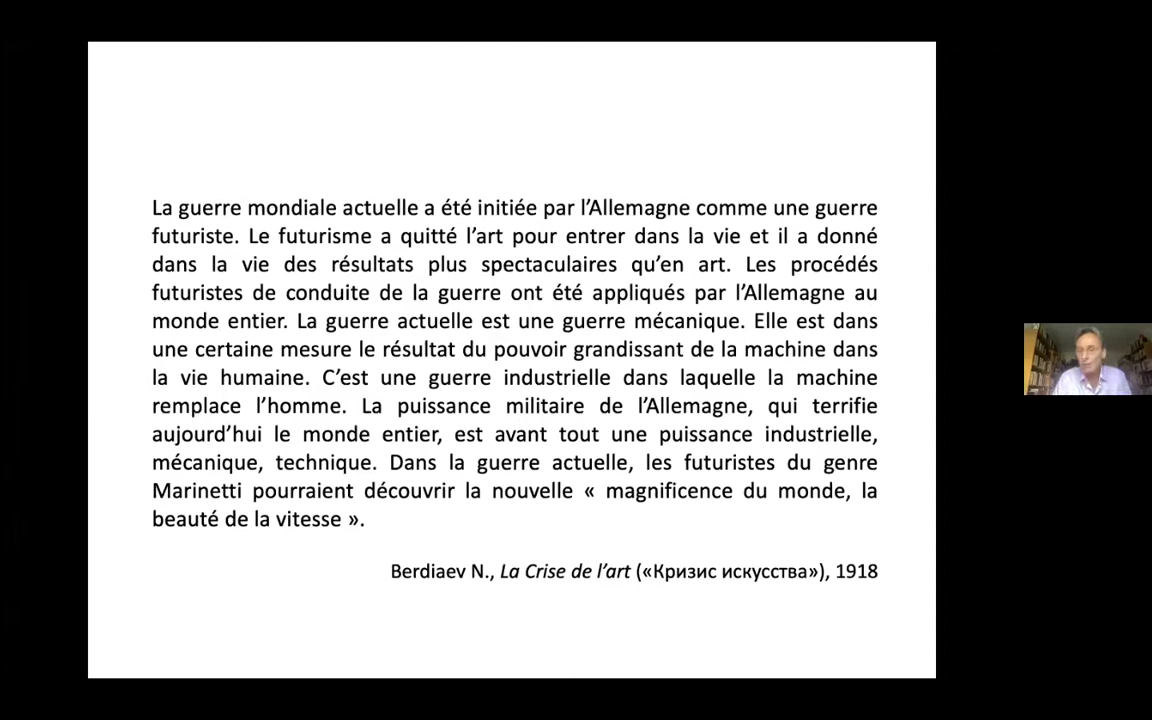 La guerre mondiale actuelle a été initiée par l’Allemagne comme une guerre
futuriste. Le futurisme a quitté l’art pour entrer dans la vie et il a donné
dans la vie des résultats plus spectaculaires qu’en art. Les procédés
futuristes de conduite de la guerre ont été appliqués par l’Allemagne au
monde entier. La guerre actuelle est une guerre mécanique. Elle est dans
une certaine mesure le résultat du pouvoir grandissant de la machine dans
la vie humaine. C’est une guerre industrielle dans laquelle la machine
remplace l’homme. La puissance militaire de l’Allemagne, qui terrifie
aujourd’hui le monde entier, est avant tout une puissance industrielle,
mécanique, technique. Dans la guerre actuelle, les futuristes du genre
Marinetti pourraient découvrir la nouvelle « magnificence du monde, la
beauté de la vitesse ».
Berdiaev N., La Crise de l’art («Кризис искусства»), 1918